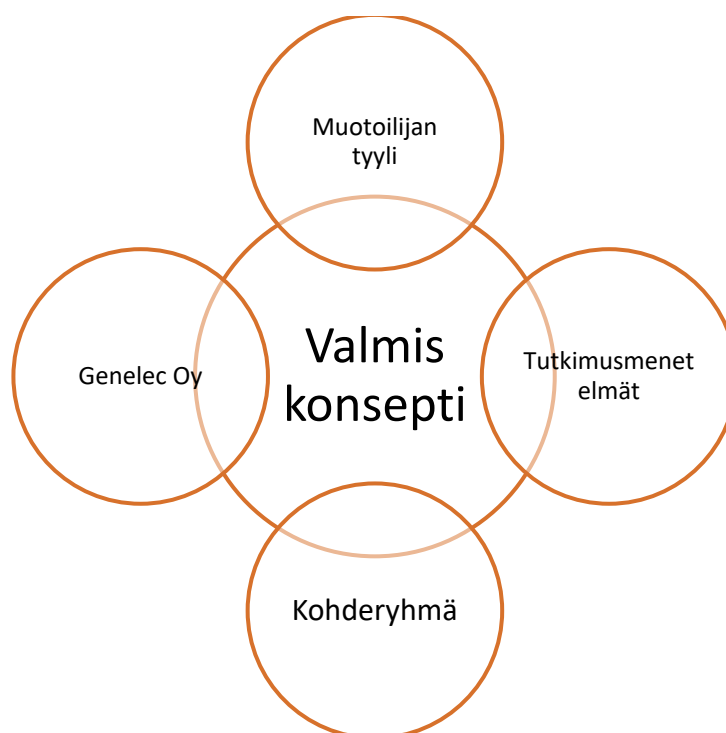 Muotoilijan
tyyli
Genelec Oy
Valmis
konsepti
Tutkimusmenet
elmät
Kohderyhmä